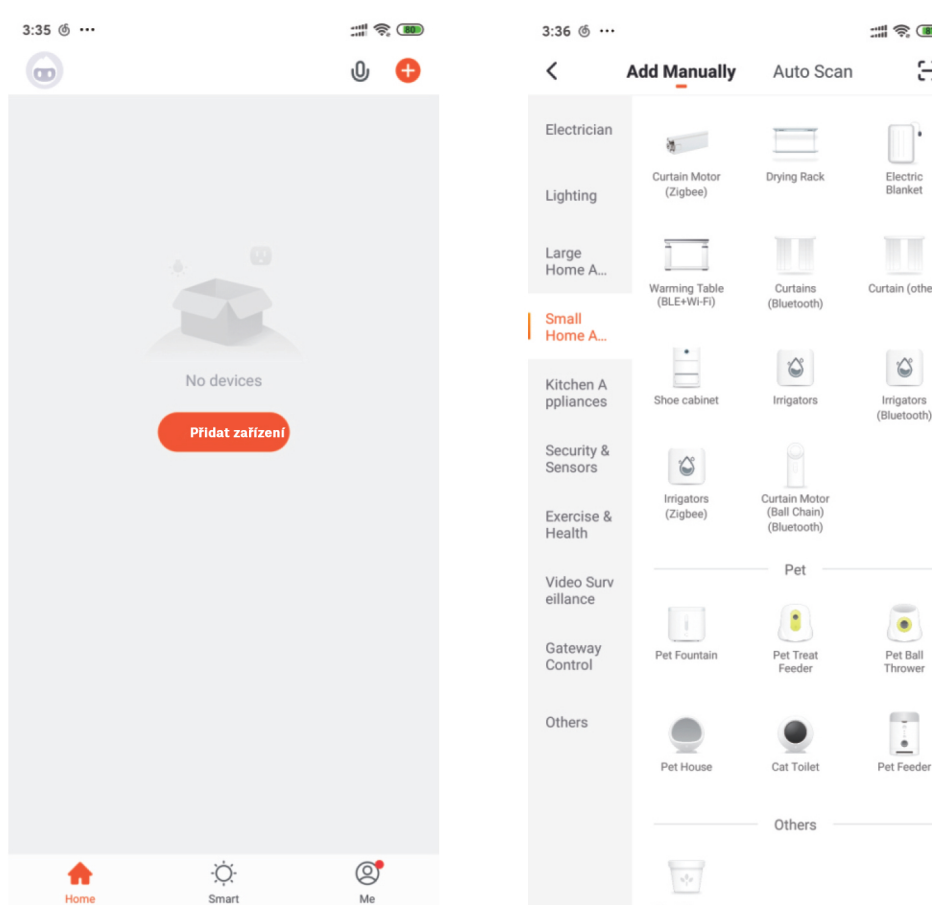 3:35
80
No devices
Přidat zařízení
Home
Smart
Me
3:36
Add Manually
Auto Scan
Electrician
Lighting
Large
Home A...
Small
Home A...
Kitchen A
ppliances
Security &
Sensors
Exercise &
Health
Video Surv
eillance
Gateway
Control
Others
Curtain Motor
(Zigbee)
Drying Rack
Electric
Blanket
Warming Table
(BLE+Wi-Fi)
Curtains
(Bluetooth)
Curtain (othe
Shoe cabinet
Irrigators
Irrigators
(Bluetooth)
Irrigators
(Zigbee)
Curtain Motor
(Ball Chain)
(Bluetooth)
Pet
Pet Fountain
Pet Treat
Feeder
Pet Ball
Thrower
Pet House
Cat Toilet
Pet Feeder
Others